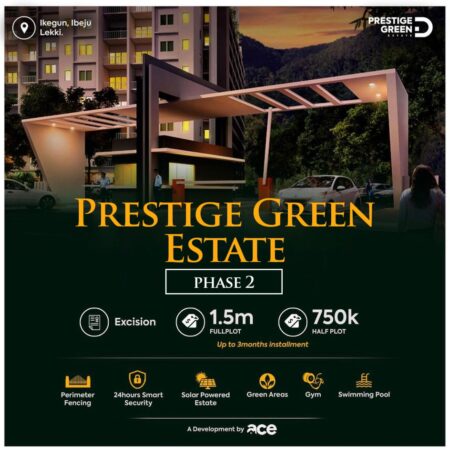 Ikegun, Ibeju
Lekki.
PRESTIGE
GREEN
ESTATE
PRESTIGE GREEN
ESTATE
PHASE 2
Excision
1.5m
FULLPLOT
750k
HALF PLOT
Up to 3months installment
Perimeter
Fencing
24hours Smart
Security
Solar Powered
Estate
Green Areas
Gym
Swimming Pool
A Development by ace